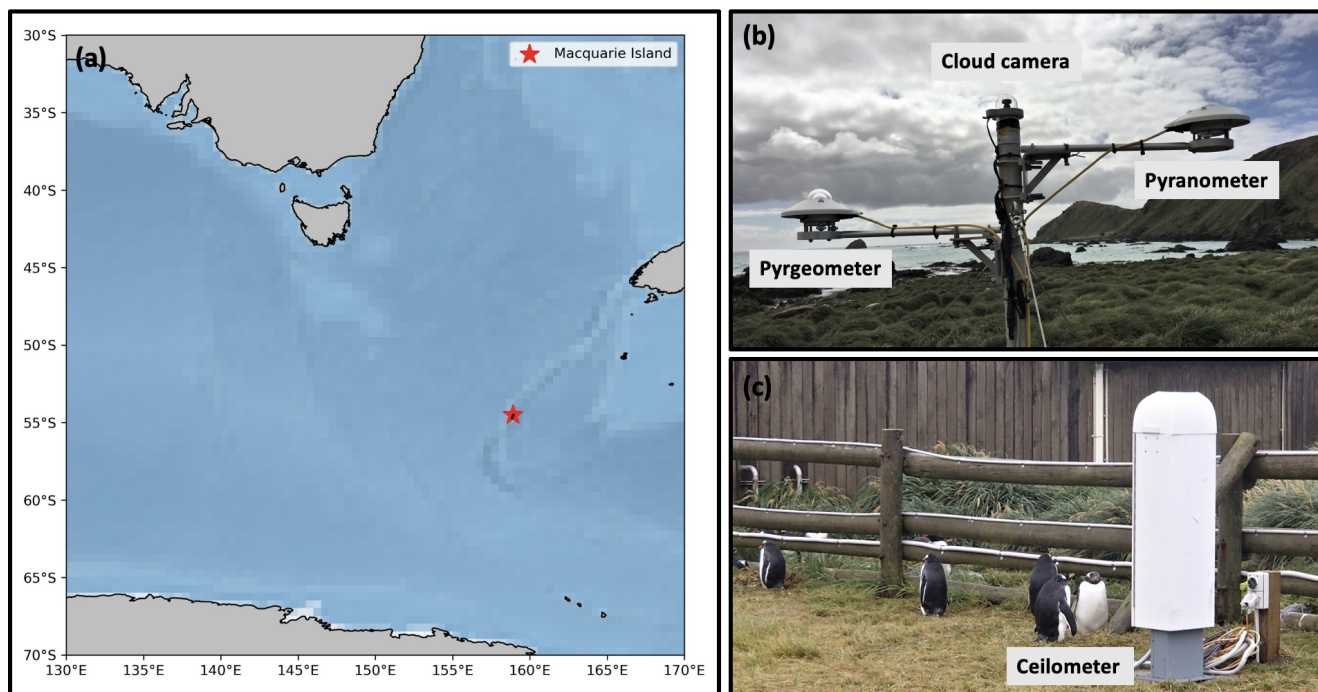 (a)
Macquarie Island
30°S
35°S
40°S
45°S
50°S
55°S
60°S
65°S
70°S
130°E 135°E 140°E 145°E 150°E 155°E 160°E 165°E 170°E
(b)
Cloud camera
Pyranometer
Pyrgeometer
(c)
Ceilometer